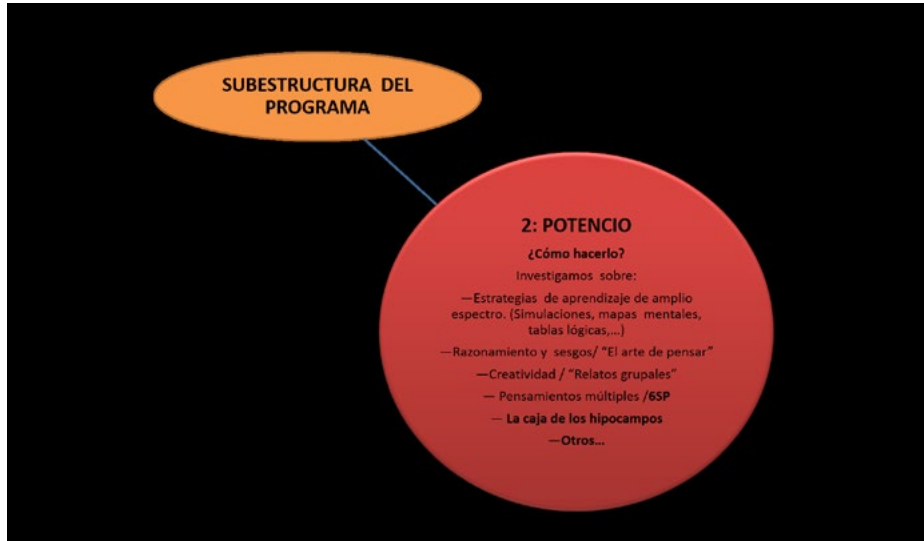 SUBESTRUCTURA DEL
PROGRAMA
2: POTENCIO
¿Cómo hacerlo?
Investigamos sobre:
—Estrategias de aprendizaje de amplio
espectro. (Simulaciones, mapas mentales,
tablas lógicas,...)
—Razonamiento y sesgos/ “El arte de pensar”
—Creatividad / “Relatos grupales”
— Pensamientos múltiples /6SP
— La caja de los hipocampos
—Otros...